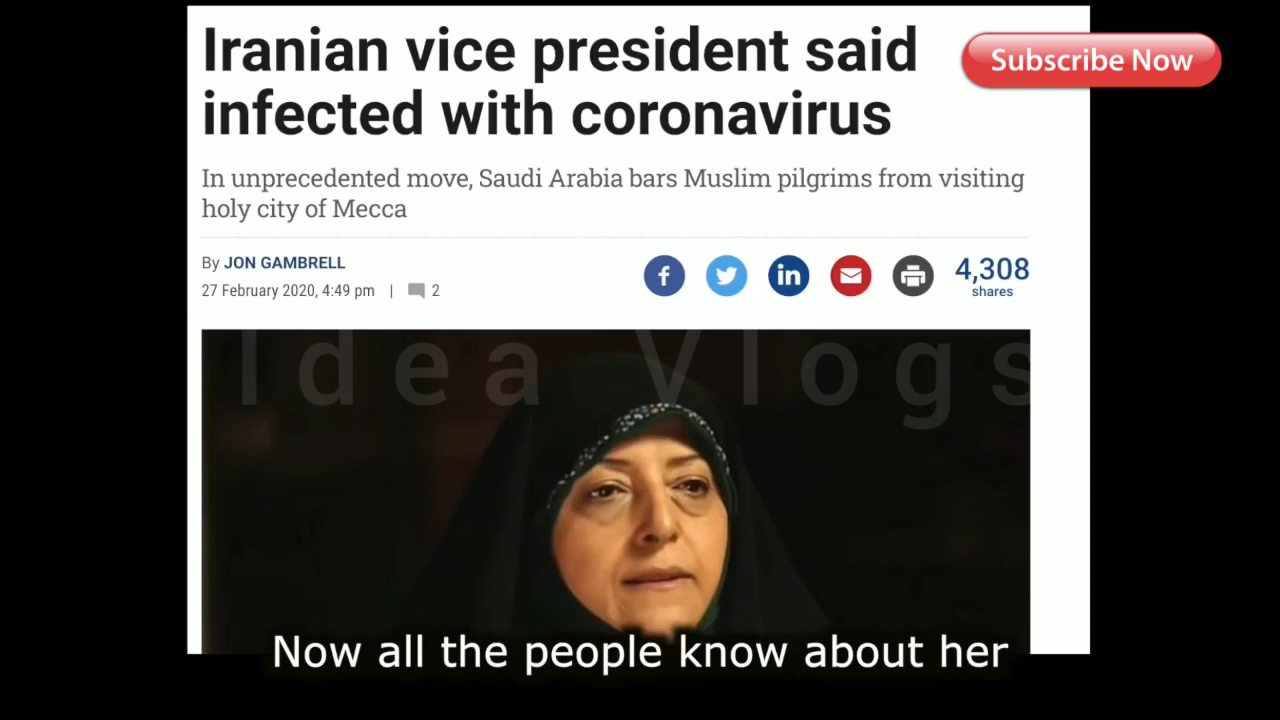 Iranian vice president said
infected with coronavirus
Subscribe Now
In unprecedented move, Saudi Arabia bars Muslim pilgrims from visiting
holy city of Mecca
By JON GAMBRELL
27 February 2020, 4:49 pm | 2
f in 4,308
shares
Idea Vlogs
Now all the people know about her